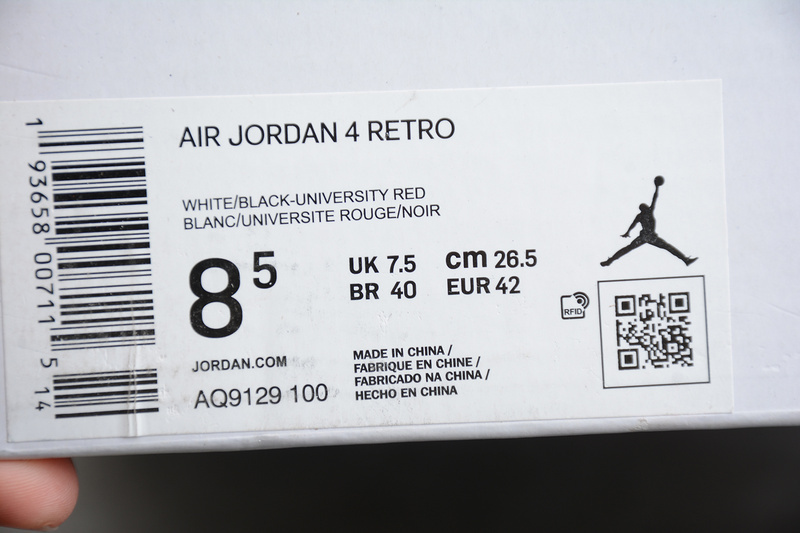 AIR JORDAN 4 RETRO
WHITE/BLACK-UNIVERSITY RED
BLANC/UNIVERSITE ROUGE/NOIR
8 5
UK 7.5
BR 40
cm 26.5
EUR 42
RFID
JORDAN.COM
AQ9129 100
MADE IN CHINA /
FABRIQUE EN CHINE /
FABRICADO NA CHINA /
HECHO EN CHINA
1 93658 00711 5 14